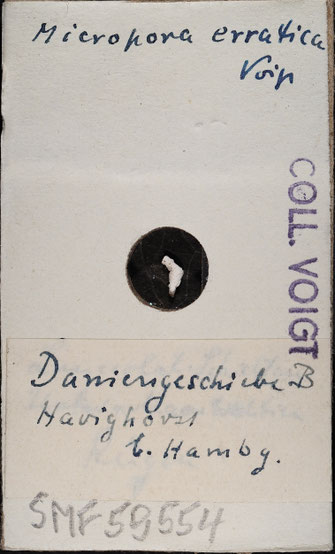 Micropora erratica
Voigt
COLL. VOIGT
Daniengeschiebe B
Havighorst
b. Hambg.
SMF 59554